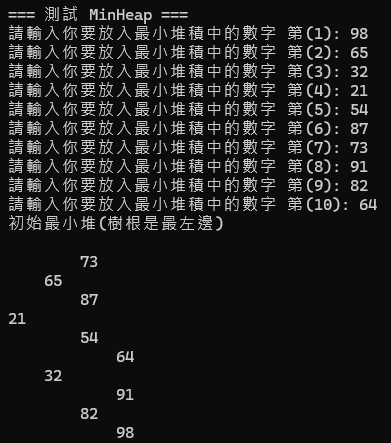 === 測試 MinHeap ===
請輸入你要放入最小堆積中的數字 第(1): 98
請輸入你要放入最小堆積中的數字 第(2): 65
請輸入你要放入最小堆積中的數字 第(3): 32
請輸入你要放入最小堆積中的數字 第(4): 21
請輸入你要放入最小堆積中的數字 第(5): 54
請輸入你要放入最小堆積中的數字 第(6): 87
請輸入你要放入最小堆積中的數字 第(7): 73
請輸入你要放入最小堆積中的數字 第(8): 91
請輸入你要放入最小堆積中的數字 第(9): 82
請輸入你要放入最小堆積中的數字 第(10): 64
初始最小堆(樹根是最左邊)
        73
    65
        87
21
        54
            64
    32
            91
        82
            98